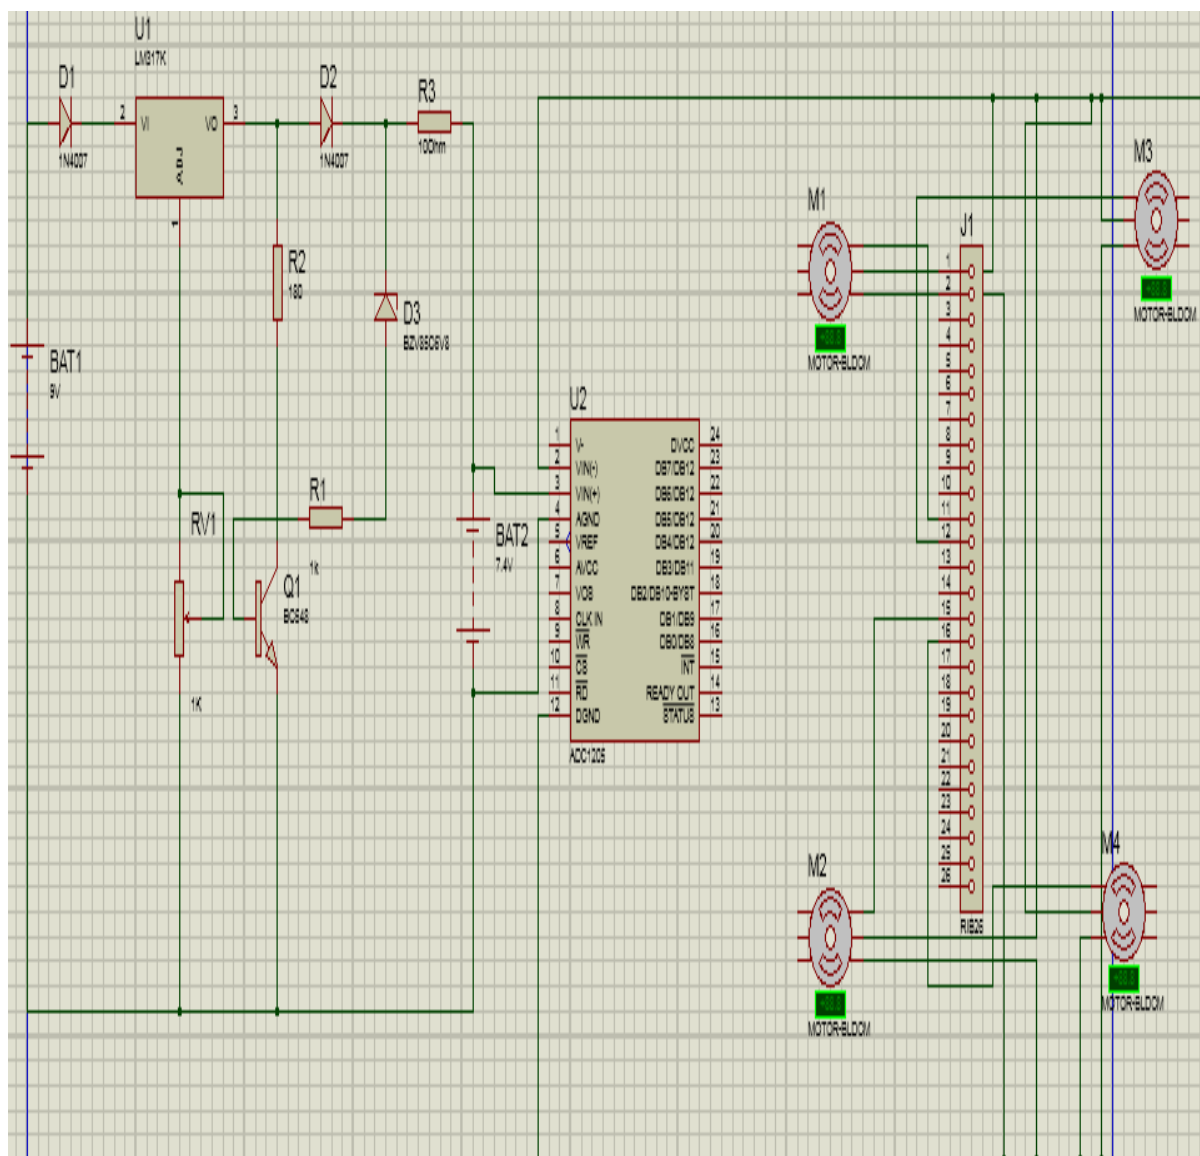 U1
LM317K
D1
1N4007
2
VI
VO
3
ADJ
1
D2
1N4007
R3
10Ohm
R2
180
D3
BAT1
9V
RV1
1K
R1
1k
Q1
BC548
BAT2
7.4V
U2
1 V- DVCC 24
2 VIN(-) DB7/DB12 23
3 VIN(+) DB6/DB12 22
4 AGND DB5/DB12 21
5 VREF DB4/DB12 20
6 AVCC DB3/DB11 19
7 VOS DB2/DB10-BYST 18
8 CLK IN DB1/DB9 17
9 WR DB0/DB8 16
10 CS INT 15
11 RD READY OUT 14
12 DGND STATUS 13
ADC1205
M1
MOTOR-BLDCM
M3
MOTOR-BLDCM
J1
1
2
3
4
5
6
7
8
9
10
11
12
13
14
15
16
17
18
19
20
21
22
23
24
25
26
RIB26
M2
MOTOR-BLDCM
M4
MOTOR-BLDCM